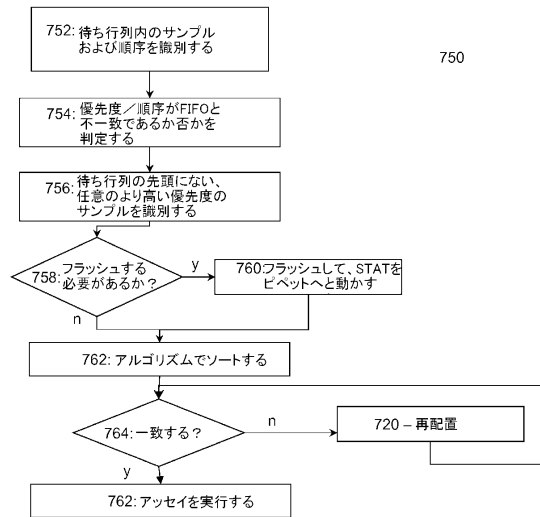 752: 待ち行列内のサンプル
および順序を識別する
750
754: 優先度／順序がFIFOと
不一致であるか否かを
判定する
756: 待ち行列の先頭にない、
任意のより高い優先度の
サンプルを識別する
758: フラッシュする
必要があるか？
y
760:フラッシュして、STATを
ピペットへと動かす
n
762: アルゴリズムでソートする
764:一致する？
n
720 – 再配置
y
762: アッセイを実行する